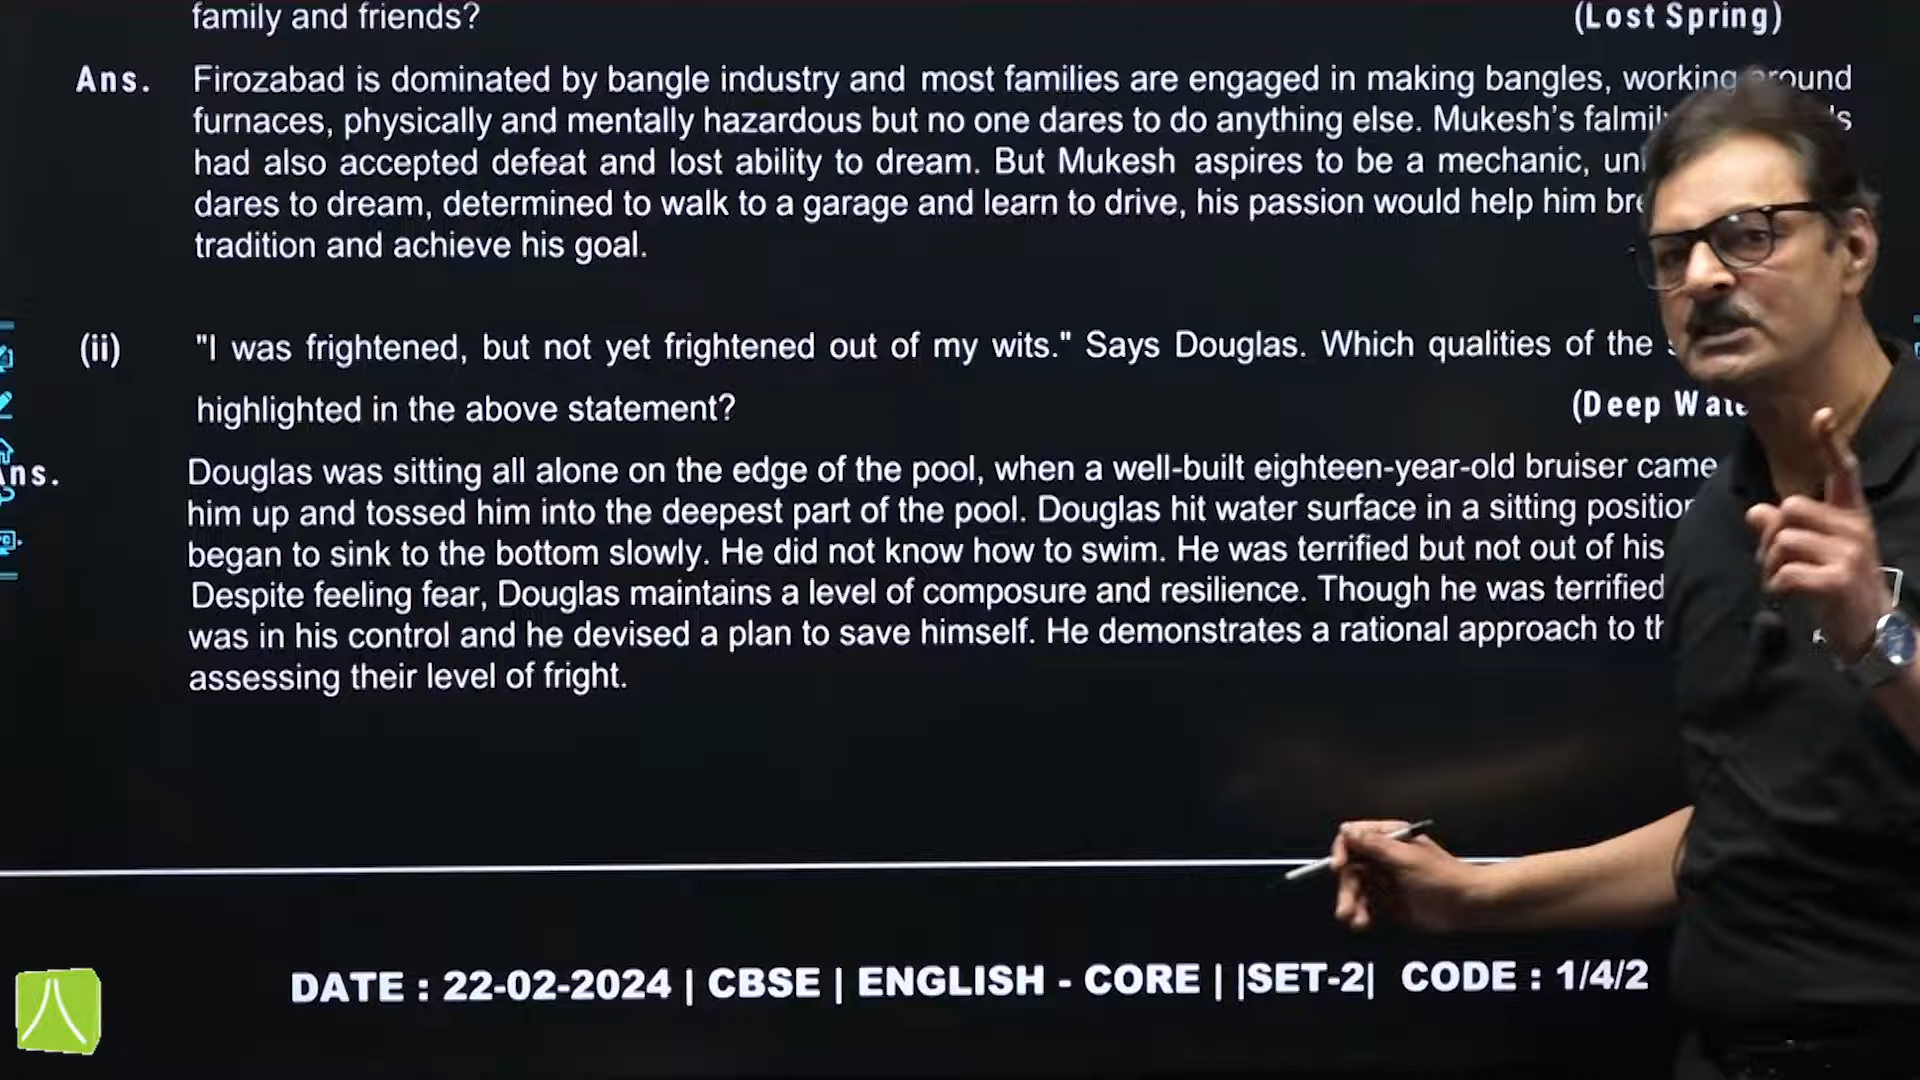 family and friends?
(Lost Spring)
Ans. Firozabad is dominated by bangle industry and most families are engaged in making bangles, working around
furnaces, physically and mentally hazardous but no one dares to do anything else. Mukesh's
had also accepted defeat and lost ability to dream. But Mukesh aspires to be a mechanic,
dares to dream, determined to walk to a garage and learn to drive, his passion would help him
tradition and achieve his goal.
(ii) "I was frightened, but not yet frightened out of my wits." Says Douglas. Which qualities of the
highlighted in the above statement?
(Deep
Ans. Douglas was sitting all alone on the edge of the pool, when a well-built eighteen-year-old bruiser came
him up and tossed him into the deepest part of the pool. Douglas hit water surface in a sitting
began to sink to the bottom slowly. He did not know how to swim. He was terrified but not out of his
Despite feeling fear, Douglas maintains a level of composure and resilience. Though he was terrified
was in his control and he devised a plan to save himself. He demonstrates a rational approach to
assessing their level of fright.
DATE : 22-02-2024 | CBSE | ENGLISH - CORE | |SET-2| CODE : 1/4/2